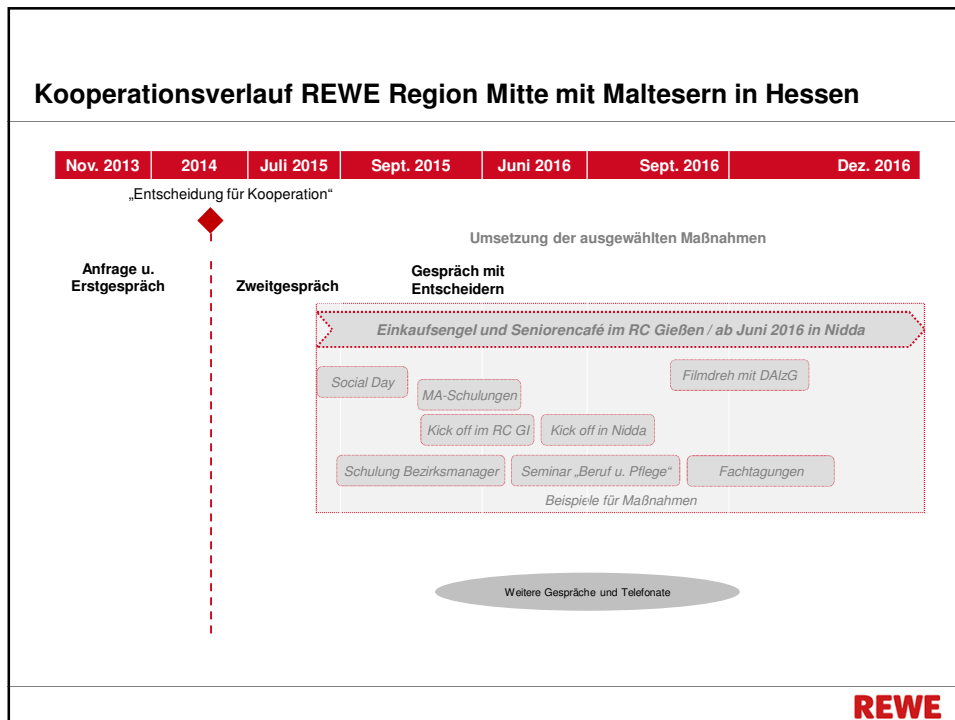 Kooperationsverlauf REWE Region Mitte mit Maltesern in Hessen
Nov. 2013
2014
Juli 2015
Sept. 2015
Juni 2016
Sept. 2016
Dez. 2016
„Entscheidung für Kooperation“
Umsetzung der ausgewählten Maßnahmen
Anfrage u.
Erstgespräch
Zweitgespräch
Gespräch mit
Entscheidern
Einkaufsengel und Seniorencafé im RC Gießen / ab Juni 2016 in Nidda
Social Day
Filmdreh mit DAlzG
MA-Schulungen
Kick off im RC GI
Kick off in Nidda
Schulung Bezirksmanager
Seminar „Beruf u. Pflege“
Fachtagungen
Beispiele für Maßnahmen
Weitere Gespräche und Telefonate
REWE